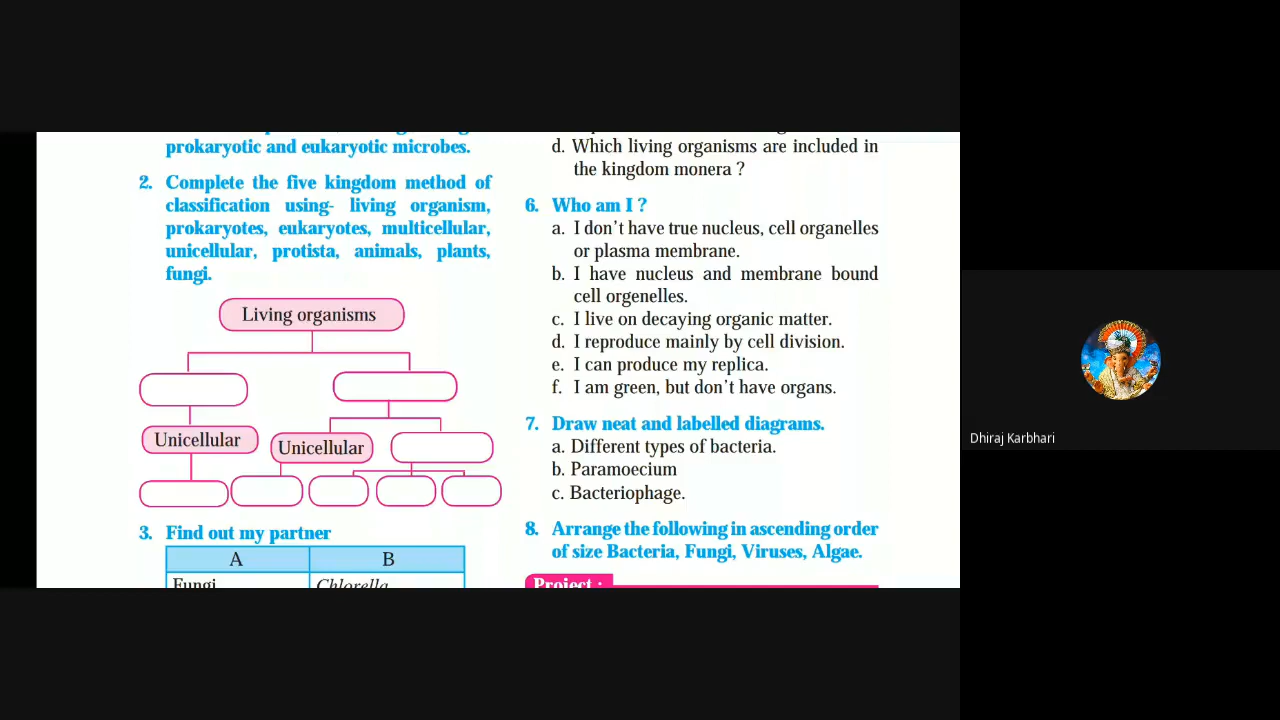 prokaryotic and eukaryotic microbes.
2. Complete the five kingdom method of
classification using- living organism,
prokaryotes, eukaryotes, multicellular,
unicellular, protista, animals, plants,
fungi.
Living organisms
Unicellular
Unicellular
3. Find out my partner
A B
Fungi Chlorella
d. Which living organisms are included in
the kingdom monera ?
6. Who am I ?
a. I don't have true nucleus, cell organelles
or plasma membrane.
b. I have nucleus and membrane bound
cell orgenelles.
c. I live on decaying organic matter.
d. I reproduce mainly by cell division.
e. I can produce my replica.
f. I am green, but don't have organs.
7. Draw neat and labelled diagrams.
a. Different types of bacteria.
b. Paramoecium
c. Bacteriophage.
8. Arrange the following in ascending order
of size Bacteria, Fungi, Viruses, Algae.
Project :
Dhiraj Karbhari